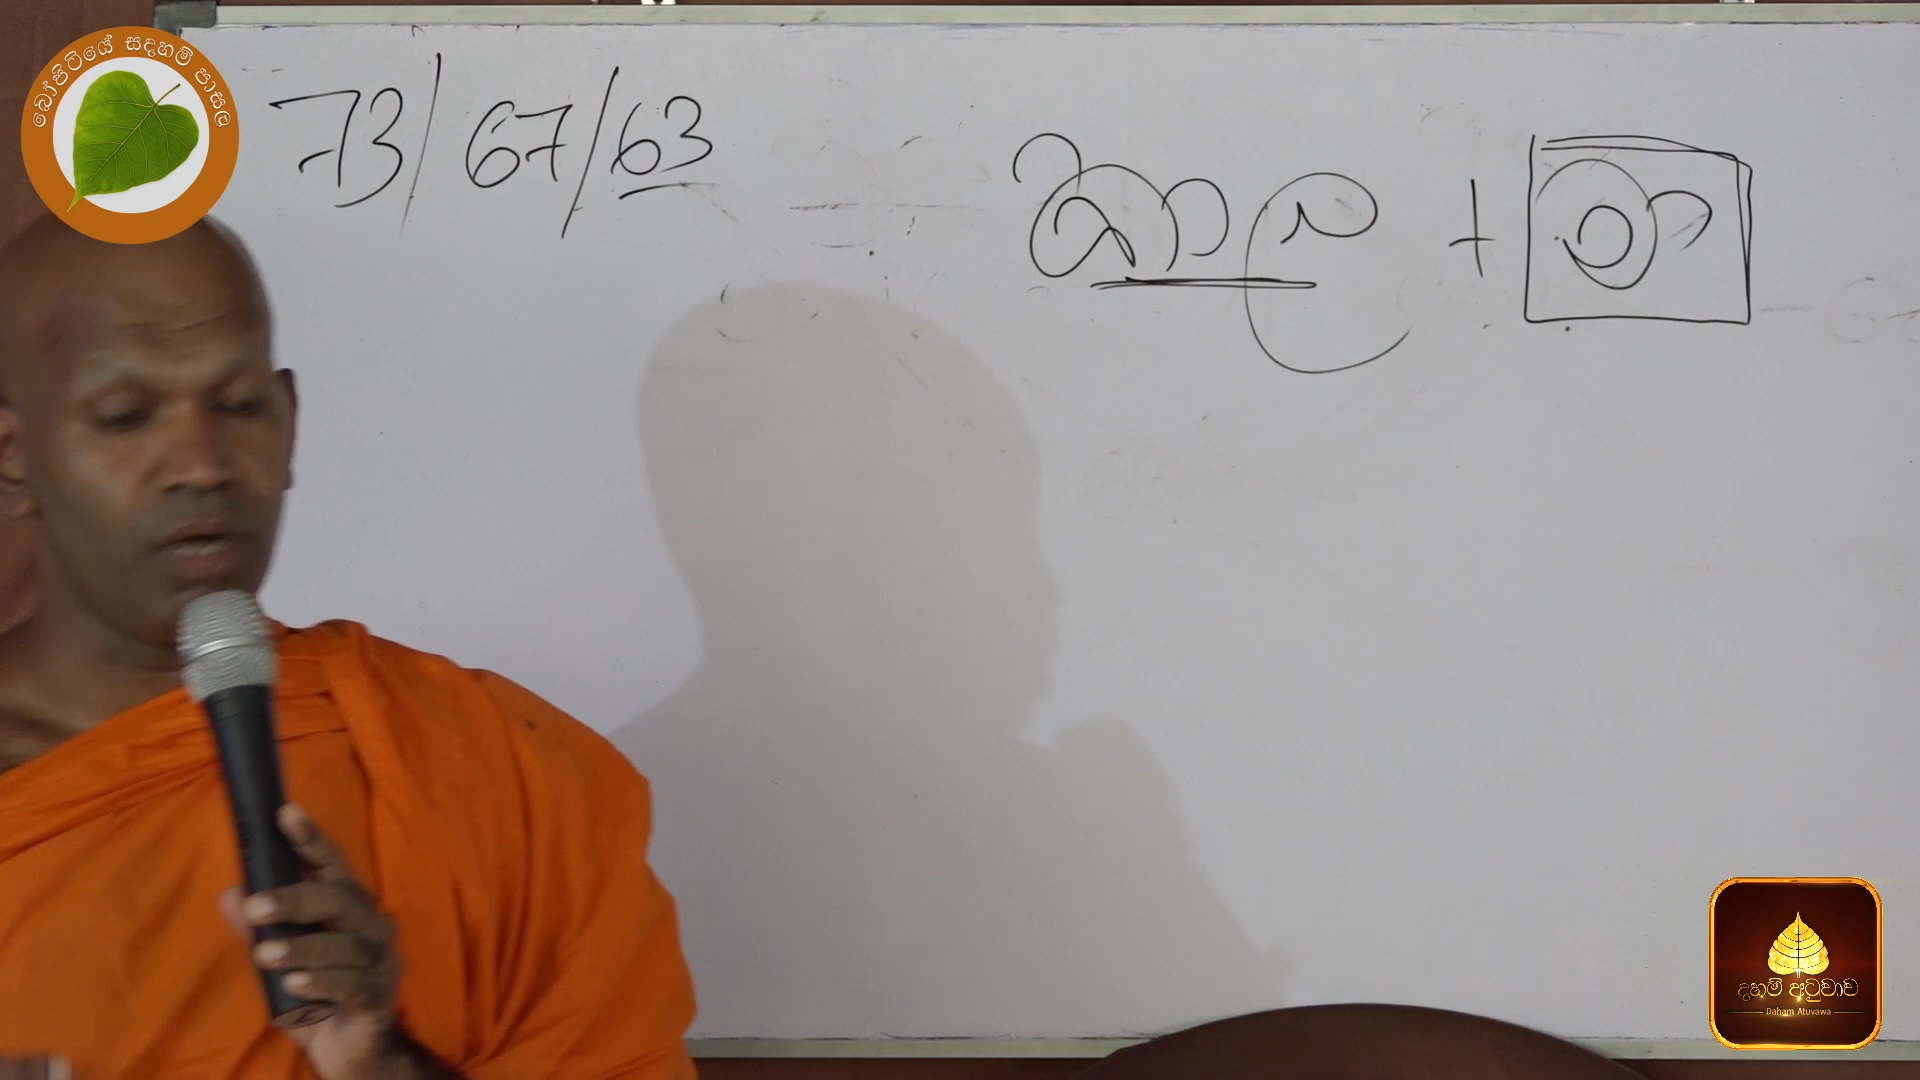 බෝපිටියේ සදහම් පාසල
73/67/63
කාල + මා
දහම් අටුවාව
Daham Atuvawa